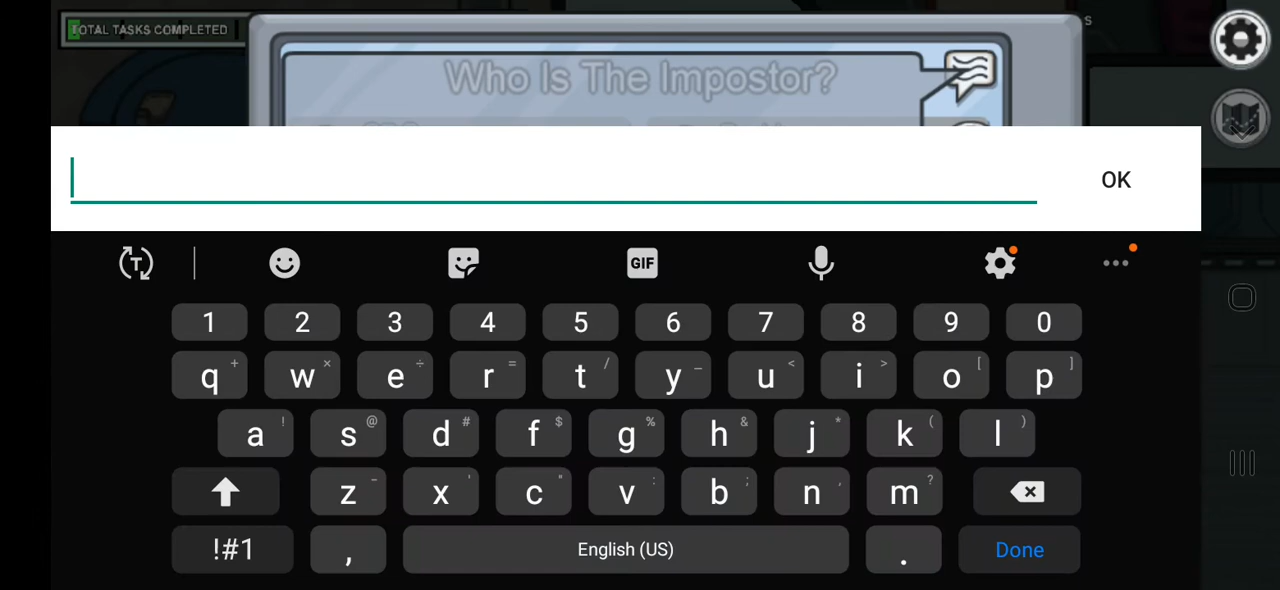 TOTAL TASKS COMPLETED
Who Is The Impostor?
OK
GIF
1 2 3 4 5 6 7 8 9 0
q + w × e ÷ r = t / y _ u < i > o [ p ]
a ! s @ d # f $ g % h & j * k ( l )
z - x ' c " v : b ; n , m ?
!#1 , English (US) . Done